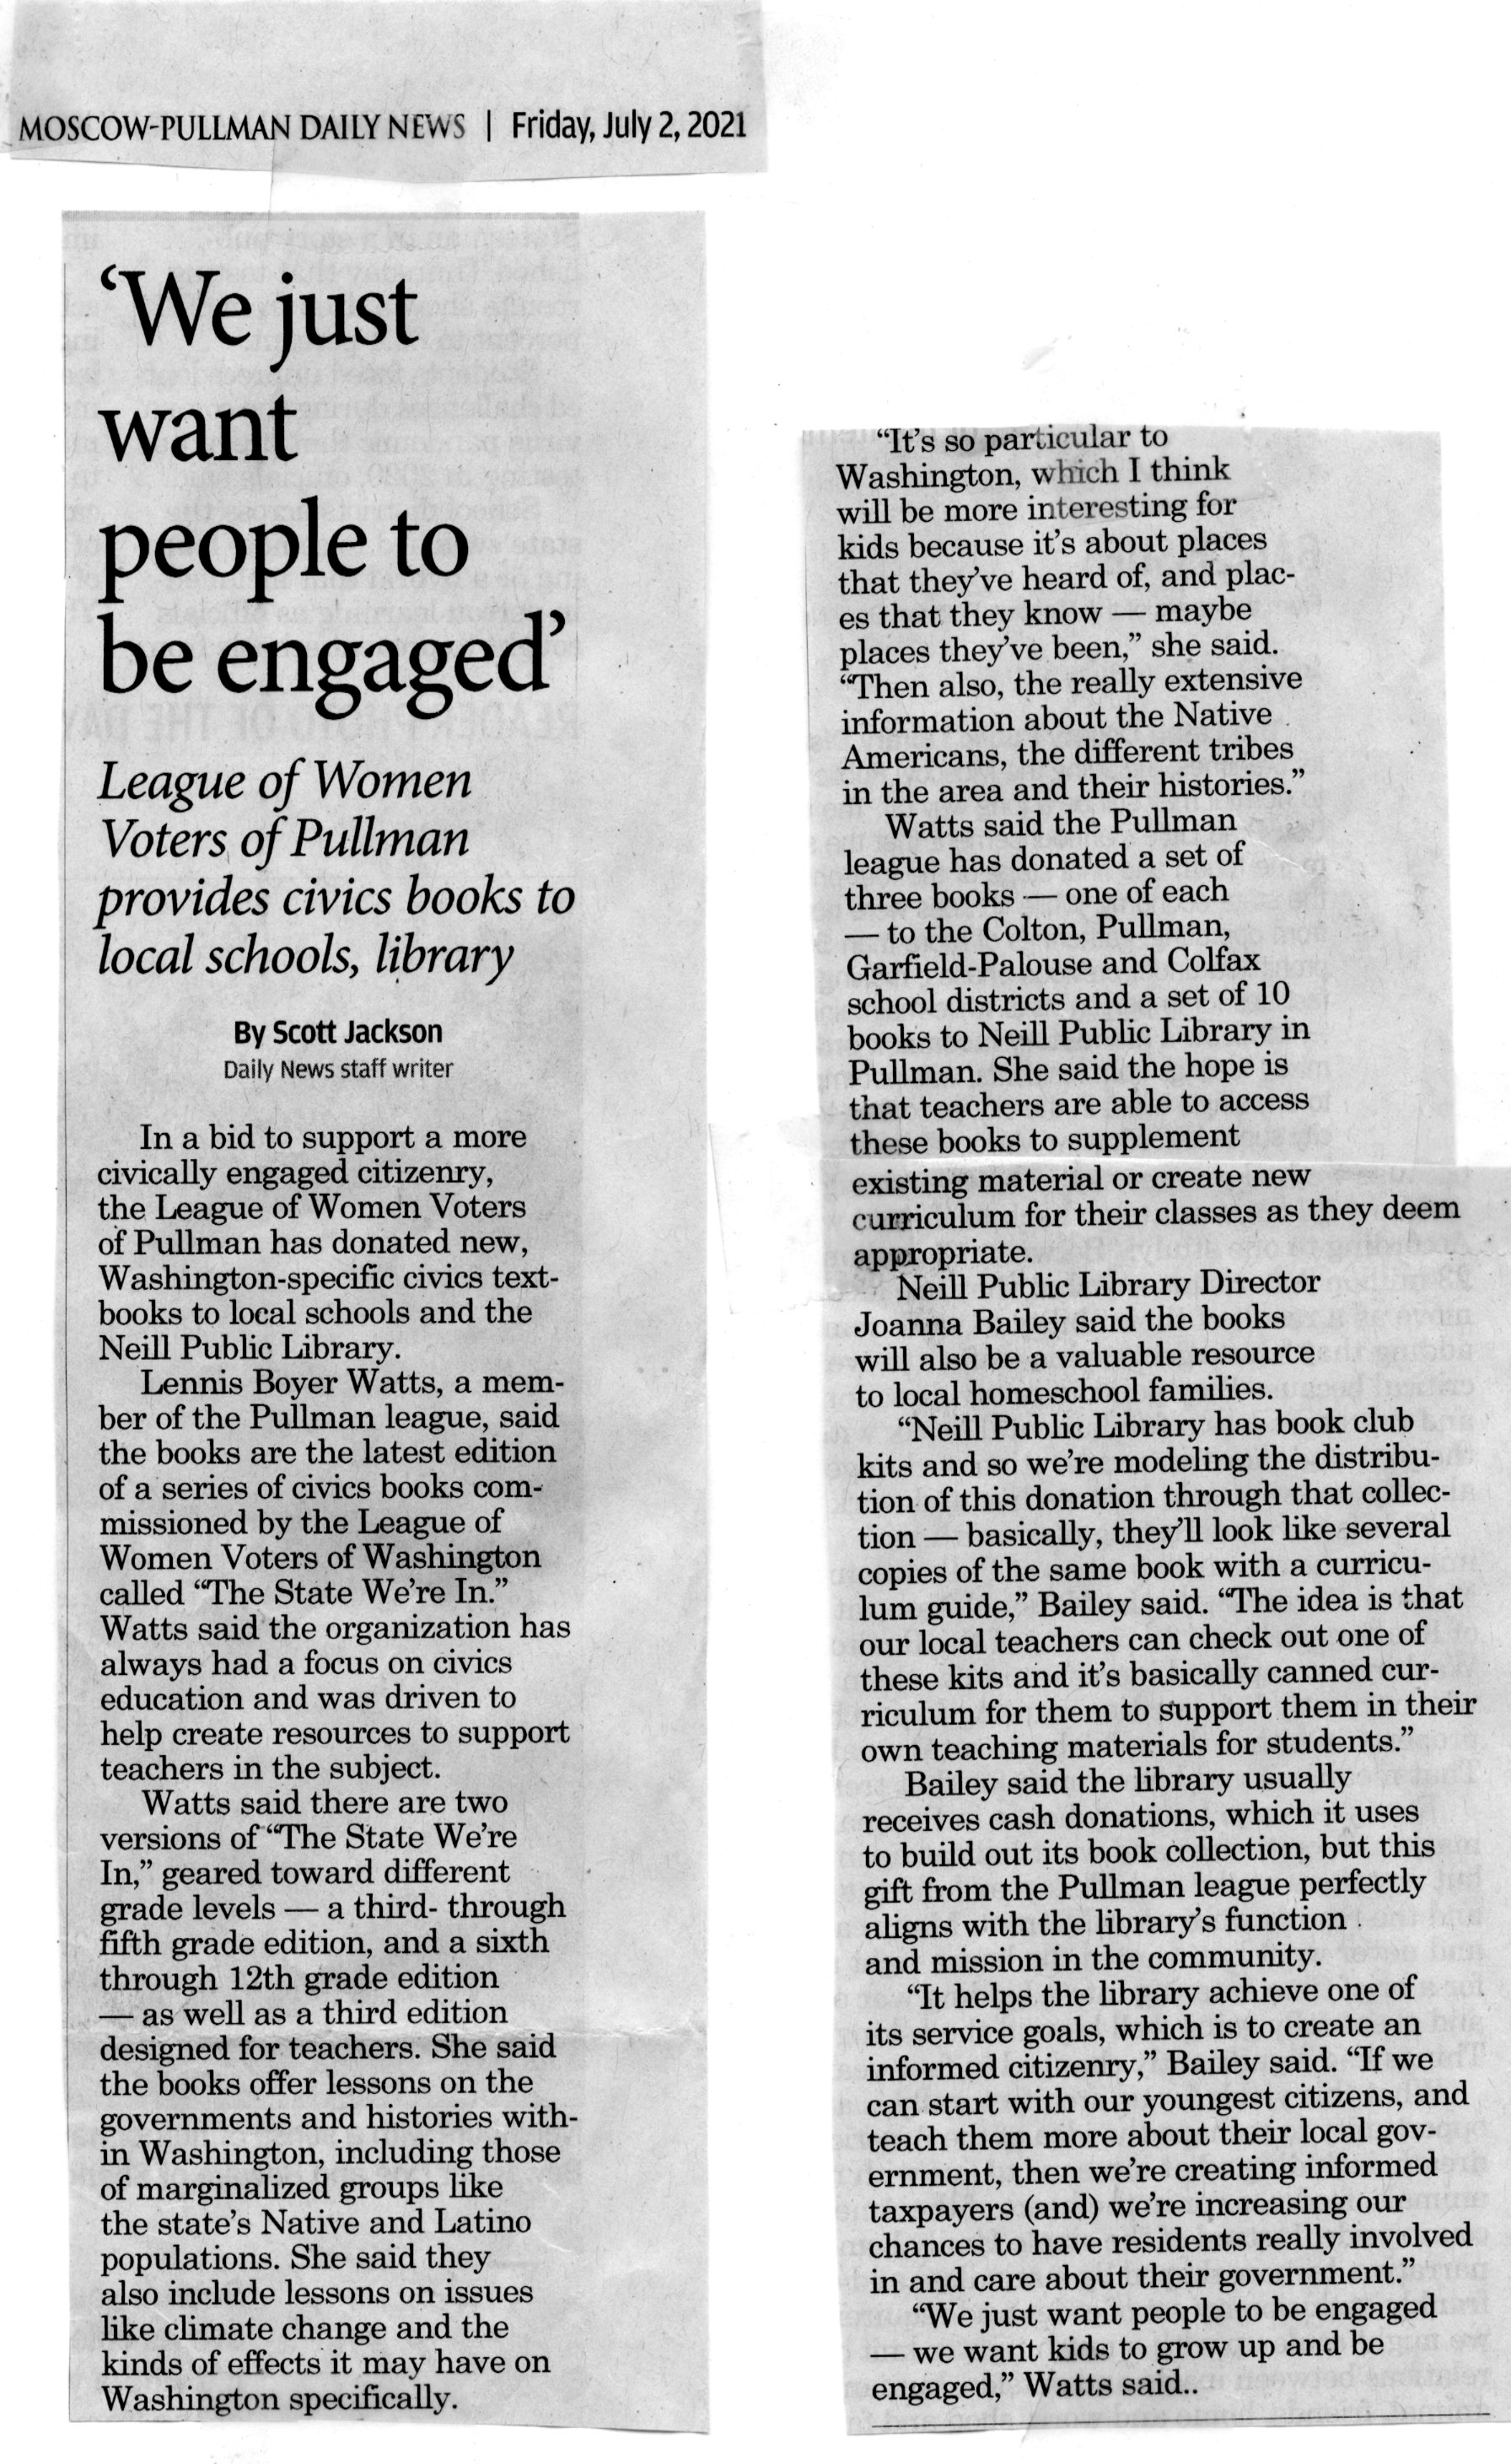 MOSCOW-PULLMAN DAILY NEWS | Friday, July 2, 2021
‘We just
want
people to
be engaged’
League of Women
Voters of Pullman
provides civics books to
local schools, library
By Scott Jackson
Daily News staff writer
In a bid to support a more
civically engaged citizenry,
the League of Women Voters
of Pullman has donated new,
Washington-specific civics text-
books to local schools and the
Neill Public Library.
Lennis Boyer Watts, a mem-
ber of the Pullman league, said
the books are the latest edition
of a series of civics books com-
missioned by the League of
Women Voters of Washington
called “The State We’re In.”
Watts said the organization has
always had a focus on civics
education and was driven to
help create resources to support
teachers in the subject.
Watts said there are two
versions of “The State We’re
In,” geared toward different
grade levels — a third- through
fifth grade edition, and a sixth
through 12th grade edition
— as well as a third edition
designed for teachers. She said
the books offer lessons on the
governments and histories with-
in Washington, including those
of marginalized groups like
the state’s Native and Latino
populations. She said they
also include lessons on issues
like climate change and the
kinds of effects it may have on
Washington specifically.
“It’s so particular to
Washington, which I think
will be more interesting for
kids because it’s about places
that they’ve heard of, and plac-
es that they know — maybe
places they’ve been,” she said.
“Then also, the really extensive
information about the Native
Americans, the different tribes
in the area and their histories.”
Watts said the Pullman
league has donated a set of
three books — one of each
— to the Colton, Pullman,
Garfield-Palouse and Colfax
school districts and a set of 10
books to Neill Public Library in
Pullman. She said the hope is
that teachers are able to access
these books to supplement
existing material or create new
curriculum for their classes as they deem
appropriate.
Neill Public Library Director
Joanna Bailey said the books
will also be a valuable resource
to local homeschool families.
“Neill Public Library has book club
kits and so we’re modeling the distribu-
tion of this donation through that collec-
tion — basically, they’ll look like several
copies of the same book with a curricu-
lum guide,” Bailey said. “The idea is that
our local teachers can check out one of
these kits and it’s basically canned cur-
riculum for them to support them in their
own teaching materials for students.”
Bailey said the library usually
receives cash donations, which it uses
to build out its book collection, but this
gift from the Pullman league perfectly
aligns with the library’s function
and mission in the community.
“It helps the library achieve one of
its service goals, which is to create an
informed citizenry,” Bailey said. “If we
can start with our youngest citizens, and
teach them more about their local gov-
ernment, then we’re creating informed
taxpayers (and) we’re increasing our
chances to have residents really involved
in and care about their government.”
“We just want people to be engaged
— we want kids to grow up and be
engaged,” Watts said..